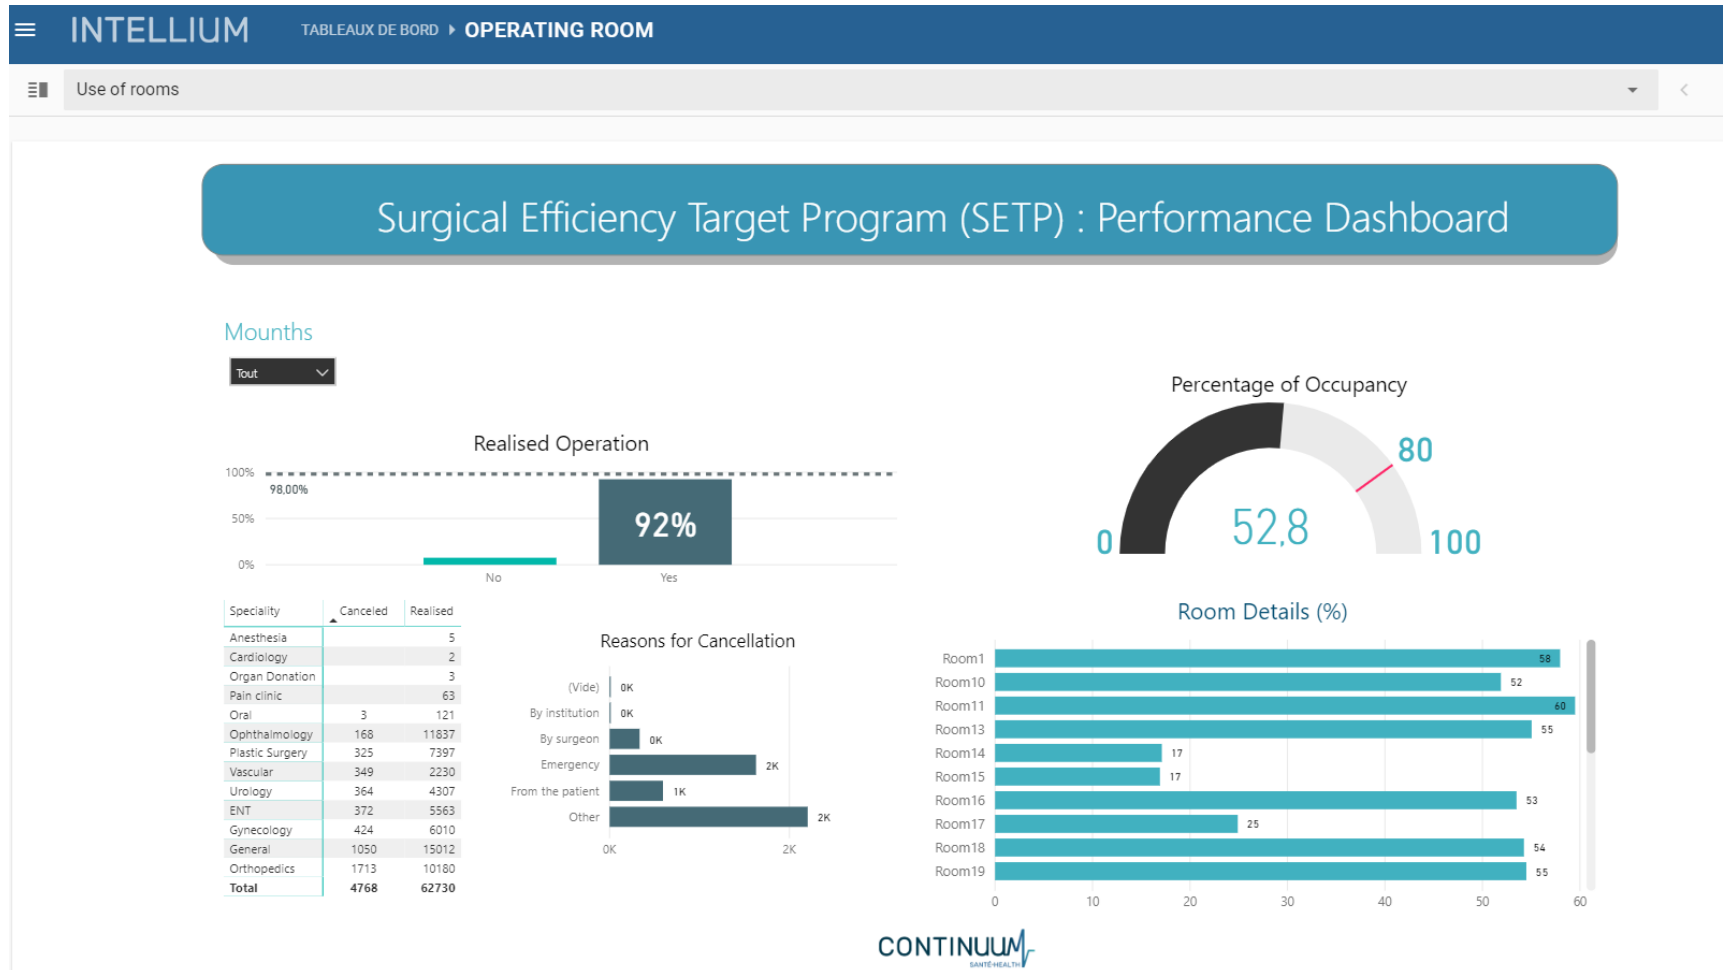 INTELLIUM TABLEAUX DE BORD OPERATING ROOM
Use of rooms
Surgical Efficiency Target Program (SETP) : Performance Dashboard
Mounths
Tout
Realised Operation
100%
98,00%
50%
92%
0%
No Yes
Speciality Canceled Realised
Anesthesia 5
Cardiology 2
Organ Donation 3
Pain clinic 63
Oral 3 121
Ophthalmology 168 11837
Plastic Surgery 325 7397
Vascular 349 2230
Urology 364 4307
ENT 372 5563
Gynecology 424 6010
General 1050 15012
Orthopedics 1713 10180
Total 4768 62730
Reasons for Cancellation
(Vide) 0K
By institution 0K
By surgeon 0K
Emergency 2K
From the patient 1K
Other 2K
0K 2K
Percentage of Occupancy
80
0 52,8 100
Room Details (%)
Room1 58
Room10 52
Room11 60
Room13 55
Room14 17
Room15 17
Room16 53
Room17 25
Room18 54
Room19 55
0 10 20 30 40 50 60
CONTINUUM
SANTÉ-HEALTH